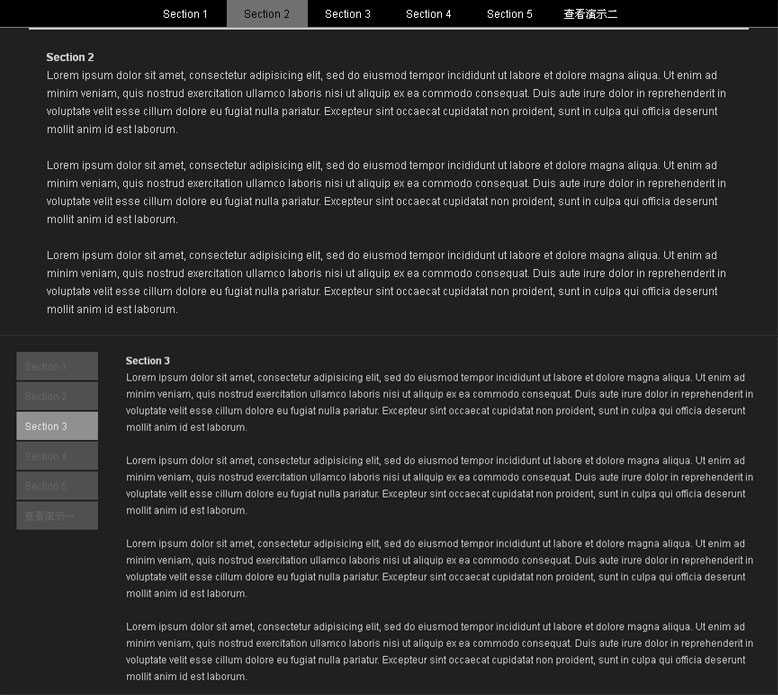 Section 1 Section 2 Section 3 Section 4 Section 5 查看演示二
Section 2
Lorem ipsum dolor sit amet, consectetur adipisicing elit, sed do eiusmod tempor incididunt ut labore et dolore magna aliqua. Ut enim ad
minim veniam, quis nostrud exercitation ullamco laboris nisi ut aliquip ex ea commodo consequat. Duis aute irure dolor in reprehenderit in
voluptate velit esse cillum dolore eu fugiat nulla pariatur. Excepteur sint occaecat cupidatat non proident, sunt in culpa qui officia deserunt
mollit anim id est laborum.
Lorem ipsum dolor sit amet, consectetur adipisicing elit, sed do eiusmod tempor incididunt ut labore et dolore magna aliqua. Ut enim ad
minim veniam, quis nostrud exercitation ullamco laboris nisi ut aliquip ex ea commodo consequat. Duis aute irure dolor in reprehenderit in
voluptate velit esse cillum dolore eu fugiat nulla pariatur. Excepteur sint occaecat cupidatat non proident, sunt in culpa qui officia deserunt
mollit anim id est laborum.
Lorem ipsum dolor sit amet, consectetur adipisicing elit, sed do eiusmod tempor incididunt ut labore et dolore magna aliqua. Ut enim ad
minim veniam, quis nostrud exercitation ullamco laboris nisi ut aliquip ex ea commodo consequat. Duis aute irure dolor in reprehenderit in
voluptate velit esse cillum dolore eu fugiat nulla pariatur. Excepteur sint occaecat cupidatat non proident, sunt in culpa qui officia deserunt
mollit anim id est laborum.
Section 1
Section 2
Section 3
Section 4
Section 5
查看演示一
Section 3
Lorem ipsum dolor sit amet, consectetur adipisicing elit, sed do eiusmod tempor incididunt ut labore et dolore magna aliqua. Ut enim ad
minim veniam, quis nostrud exercitation ullamco laboris nisi ut aliquip ex ea commodo consequat. Duis aute irure dolor in reprehenderit in
voluptate velit esse cillum dolore eu fugiat nulla pariatur. Excepteur sint occaecat cupidatat non proident, sunt in culpa qui officia deserunt
mollit anim id est laborum.
Lorem ipsum dolor sit amet, consectetur adipisicing elit, sed do eiusmod tempor incididunt ut labore et dolore magna aliqua. Ut enim ad
minim veniam, quis nostrud exercitation ullamco laboris nisi ut aliquip ex ea commodo consequat. Duis aute irure dolor in reprehenderit in
voluptate velit esse cillum dolore eu fugiat nulla pariatur. Excepteur sint occaecat cupidatat non proident, sunt in culpa qui officia deserunt
mollit anim id est laborum.
Lorem ipsum dolor sit amet, consectetur adipisicing elit, sed do eiusmod tempor incididunt ut labore et dolore magna aliqua. Ut enim ad
minim veniam, quis nostrud exercitation ullamco laboris nisi ut aliquip ex ea commodo consequat. Duis aute irure dolor in reprehenderit in
voluptate velit esse cillum dolore eu fugiat nulla pariatur. Excepteur sint occaecat cupidatat non proident, sunt in culpa qui officia deserunt
mollit anim id est laborum.
Lorem ipsum dolor sit amet, consectetur adipisicing elit, sed do eiusmod tempor incididunt ut labore et dolore magna aliqua. Ut enim ad
minim veniam, quis nostrud exercitation ullamco laboris nisi ut aliquip ex ea commodo consequat. Duis aute irure dolor in reprehenderit in
voluptate velit esse cillum dolore eu fugiat nulla pariatur. Excepteur sint occaecat cupidatat non proident, sunt in culpa qui officia deserunt
mollit anim id est laborum.